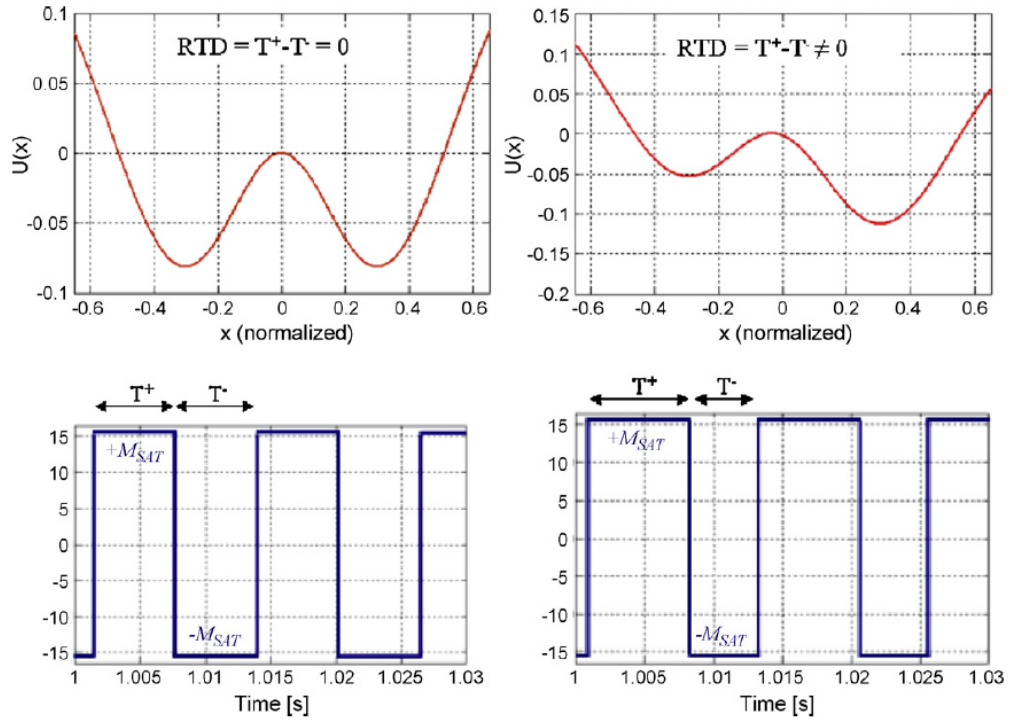 RTD = T⁺-T⁻ = 0
0.1
0.05
0
-0.05
-0.1
U(x)
-0.6 -0.4 -0.2 0 0.2 0.4 0.6
x (normalized)
RTD = T⁺-T⁻ ≠ 0
0.15
0.1
0.05
0
-0.05
-0.1
-0.15
-0.2
U(x)
-0.6 -0.4 -0.2 0 0.2 0.4 0.6
x (normalized)
T⁺ T⁻
+M_SAT
-M_SAT
15
10
5
0
-5
-10
-15
1 1.005 1.01 1.015 1.02 1.025 1.03
Time [s]
T⁺ T⁻
+M_SAT
-M_SAT
15
10
5
0
-5
-10
-15
1 1.005 1.01 1.015 1.02 1.025 1.03
Time [s]